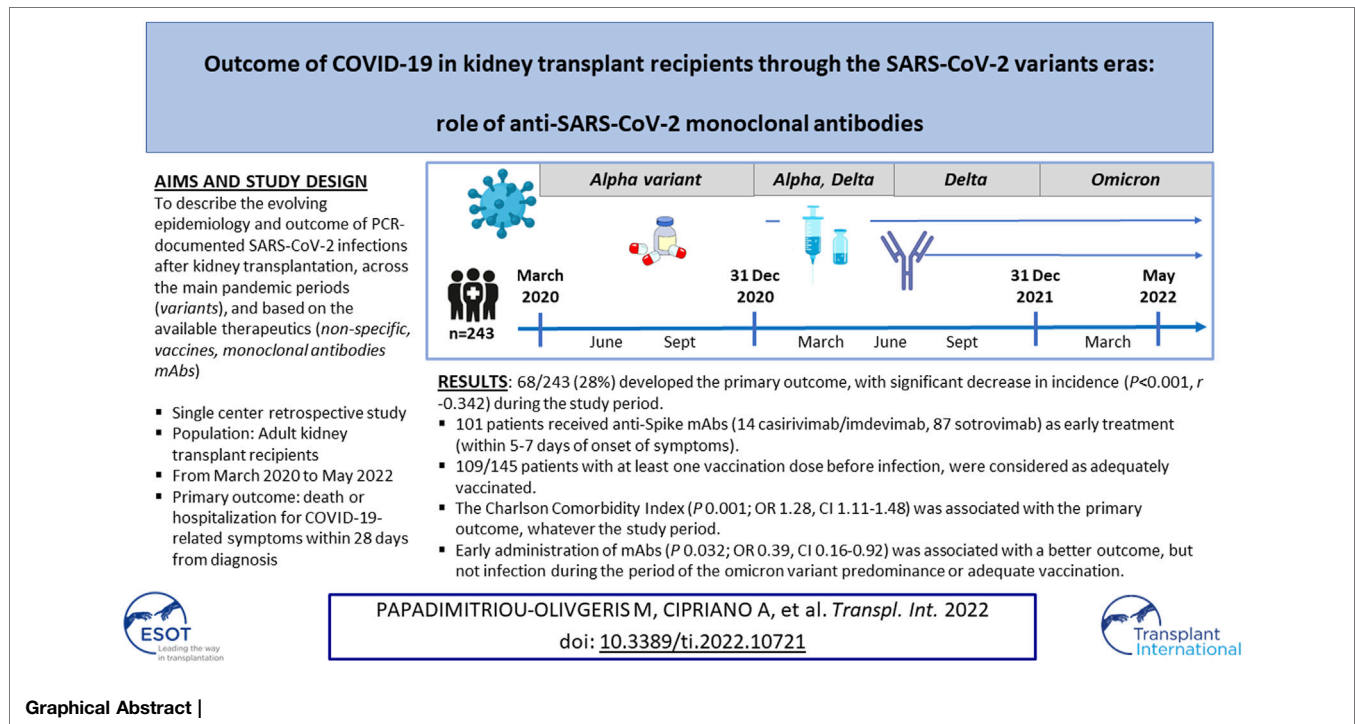 Outcome of COVID-19 in kidney transplant recipients through the SARS-CoV-2 variants eras:
role of anti-SARS-CoV-2 monoclonal antibodies
AIMS AND STUDY DESIGN
To describe the evolving
epidemiology and outcome of PCR-
documented SARS-CoV-2 infections
after kidney transplantation, across
the main pandemic periods
(variants), and based on the
available therapeutics (non-specific,
vaccines, monoclonal antibodies
mAbs)
▪ Single center retrospective study
▪ Population: Adult kidney
transplant recipients
▪ From March 2020 to May 2022
▪ Primary outcome: death or
hospitalization for COVID-19-
related symptoms within 28 days
from diagnosis
Alpha variant Alpha, Delta Delta Omicron
March 31 Dec 31 Dec May
2020 2020 2021 2022
n=243
June Sept March June Sept March
RESULTS: 68/243 (28%) developed the primary outcome, with significant decrease in incidence (P<0.001, r
-0.342) during the study period.
▪ 101 patients received anti-Spike mAbs (14 casirivimab/imdevimab, 87 sotrovimab) as early treatment
(within 5-7 days of onset of symptoms).
▪ 109/145 patients with at least one vaccination dose before infection, were considered as adequately
vaccinated.
▪ The Charlson Comorbidity Index (P 0.001; OR 1.28, CI 1.11-1.48) was associated with the primary
outcome, whatever the study period.
▪ Early administration of mAbs (P 0.032; OR 0.39, CI 0.16-0.92) was associated with a better outcome, but
not infection during the period of the omicron variant predominance or adequate vaccination.
ESOT
Leading the way
in transplantation
PAPADIMITRIOU-OLIVGERIS M, CIPRIANO A, et al. Transpl. Int. 2022
doi: 10.3389/ti.2022.10721
Transplant
International
Graphical Abstract |